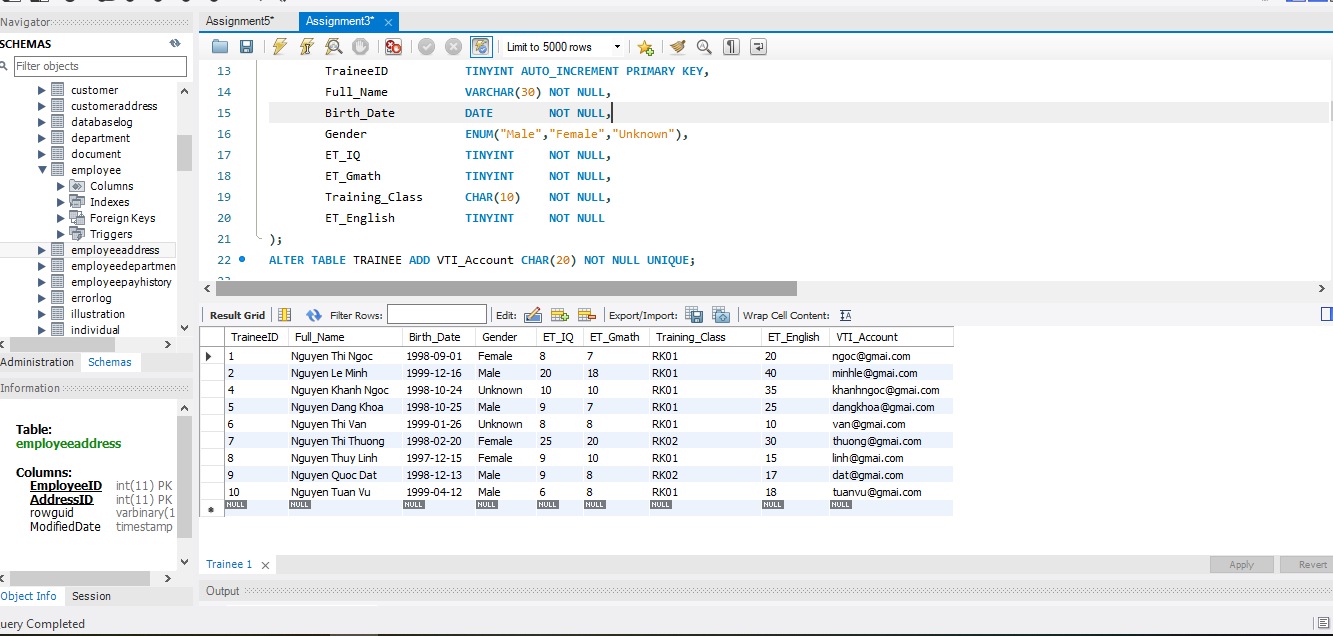 Navigator
Assignment5*
Assignment3* ×
SCHEMAS
Filter objects
customer
customeraddress
databaselog
department
document
employee
Columns
Indexes
Foreign Keys
Triggers
employeeaddress
employeedepartmen
employeepayhistory
errorlog
illustration
individual
Administration Schemas
Information
Table:
employeeaddress
Columns:
EmployeeID int(11) PK
AddressID int(11) PK
rowguid varbinary(1
ModifiedDate timestamp
Object Info Session
uery Completed
Limit to 5000 rows
13 TraineeID TINYINT AUTO_INCREMENT PRIMARY KEY,
14 Full_Name VARCHAR(30) NOT NULL,
15 Birth_Date DATE NOT NULL,
16 Gender ENUM("Male","Female","Unknown"),
17 ET_IQ TINYINT NOT NULL,
18 ET_Gmath TINYINT NOT NULL,
19 Training_Class CHAR(10) NOT NULL,
20 ET_English TINYINT NOT NULL
21 );
22 ALTER TABLE TRAINEE ADD VTI_Account CHAR(20) NOT NULL UNIQUE;
Result Grid Filter Rows: Edit: Export/Import: Wrap Cell Content:
TraineeID Full_Name Birth_Date Gender ET_IQ ET_Gmath Training_Class ET_English VTI_Account
1 Nguyen Thi Ngoc 1998-09-01 Female 8 7 RK01 20 ngoc@gmai.com
2 Nguyen Le Minh 1999-12-16 Male 20 18 RK01 40 minhle@gmai.com
4 Nguyen Khanh Ngoc 1998-10-24 Unknown 10 10 RK01 35 khanhngoc@gmai.com
5 Nguyen Dang Khoa 1998-10-25 Male 9 7 RK01 25 dangkhoa@gmai.com
6 Nguyen Thi Van 1999-01-26 Unknown 8 8 RK01 10 van@gmai.com
7 Nguyen Thi Thuong 1998-02-20 Female 25 20 RK02 30 thuong@gmai.com
8 Nguyen Thuy Linh 1997-12-15 Female 9 10 RK01 15 linh@gmai.com
9 Nguyen Quoc Dat 1998-12-13 Male 9 8 RK02 17 dat@gmai.com
10 Nguyen Tuan Vu 1999-04-12 Male 6 8 RK01 18 tuanvu@gmai.com
NULL NULL NULL NULL NULL NULL NULL NULL NULL
Trainee 1 ×
Apply Revert
Output